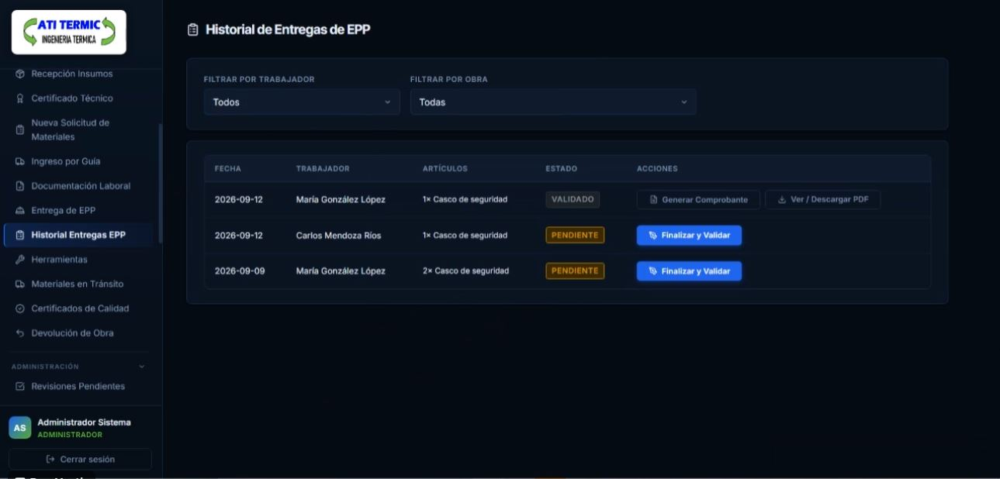 ATI TERMIC
INGENIERIA TERMICA
Recepción Insumos
Certificado Técnico
Nueva Solicitud de
Materiales
Ingreso por Guía
Documentación Laboral
Entrega de EPP
Historial Entregas EPP
Herramientas
Materiales en Tránsito
Certificados de Calidad
Devolución de Obra
ADMINISTRACIÓN
Revisiones Pendientes
AS
Administrador Sistema
ADMINISTRADOR
Cerrar sesión
Historial de Entregas de EPP
FILTRAR POR TRABAJADOR FILTRAR POR OBRA
Todos Todas
FECHA TRABAJADOR ARTÍCULOS ESTADO ACCIONES
2026-09-12 María González López 1× Casco de seguridad VALIDADO Generar Comprobante Ver / Descargar PDF
2026-09-12 Carlos Mendoza Ríos 1× Casco de seguridad PENDIENTE Finalizar y Validar
2026-09-09 María González López 2× Casco de seguridad PENDIENTE Finalizar y Validar